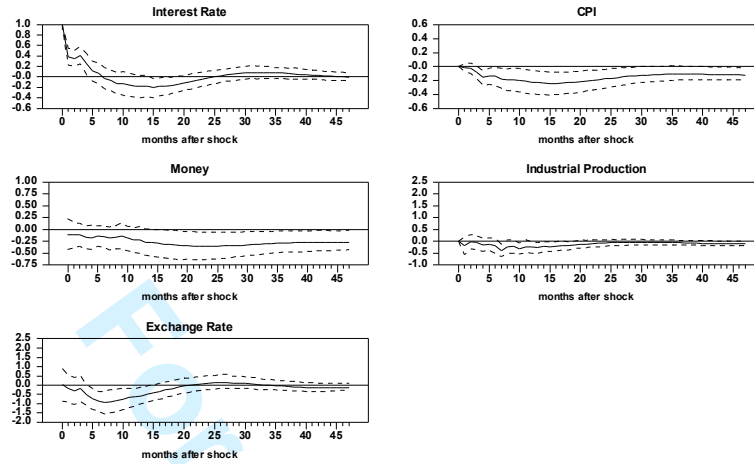 Interest Rate
1.0
0.8
0.6
0.4
0.2
-0.0
-0.2
-0.4
-0.6
0 5 10 15 20 25 30 35 40 45
months after shock
CPI
0.6
0.4
0.2
-0.0
-0.2
-0.4
-0.6
0 5 10 15 20 25 30 35 40 45
months after shock
Money
1.00
0.75
0.50
0.25
0.00
-0.25
-0.50
-0.75
0 5 10 15 20 25 30 35 40 45
months after shock
Industrial Production
2.5
2.0
1.5
1.0
0.5
0.0
-0.5
-1.0
0 5 10 15 20 25 30 35 40 45
months after shock
Exchange Rate
2.5
2.0
1.5
1.0
0.5
0.0
-0.5
-1.0
-1.5
-2.0
0 5 10 15 20 25 30 35 40 45
months after shock
For